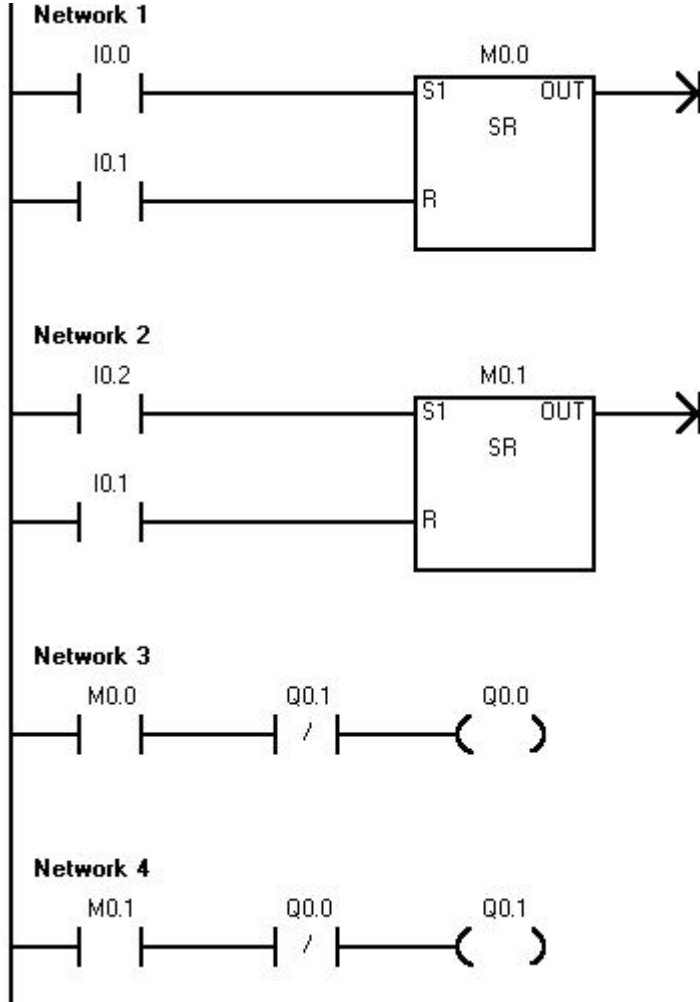 Network 1
I0.0
M0.0
S1 OUT
SR
I0.1
R
Network 2
I0.2
M0.1
S1 OUT
SR
I0.1
R
Network 3
M0.0 Q0.1 Q0.0
/
Network 4
M0.1 Q0.0 Q0.1
/